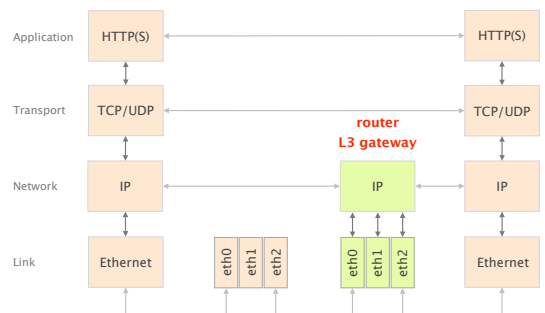 Application
HTTP(S)
HTTP(S)
Transport
TCP/UDP
TCP/UDP
router
L3 gateway
Network
IP
IP
IP
Link
Ethernet
eth0
eth1
eth2
eth0
eth1
eth2
Ethernet